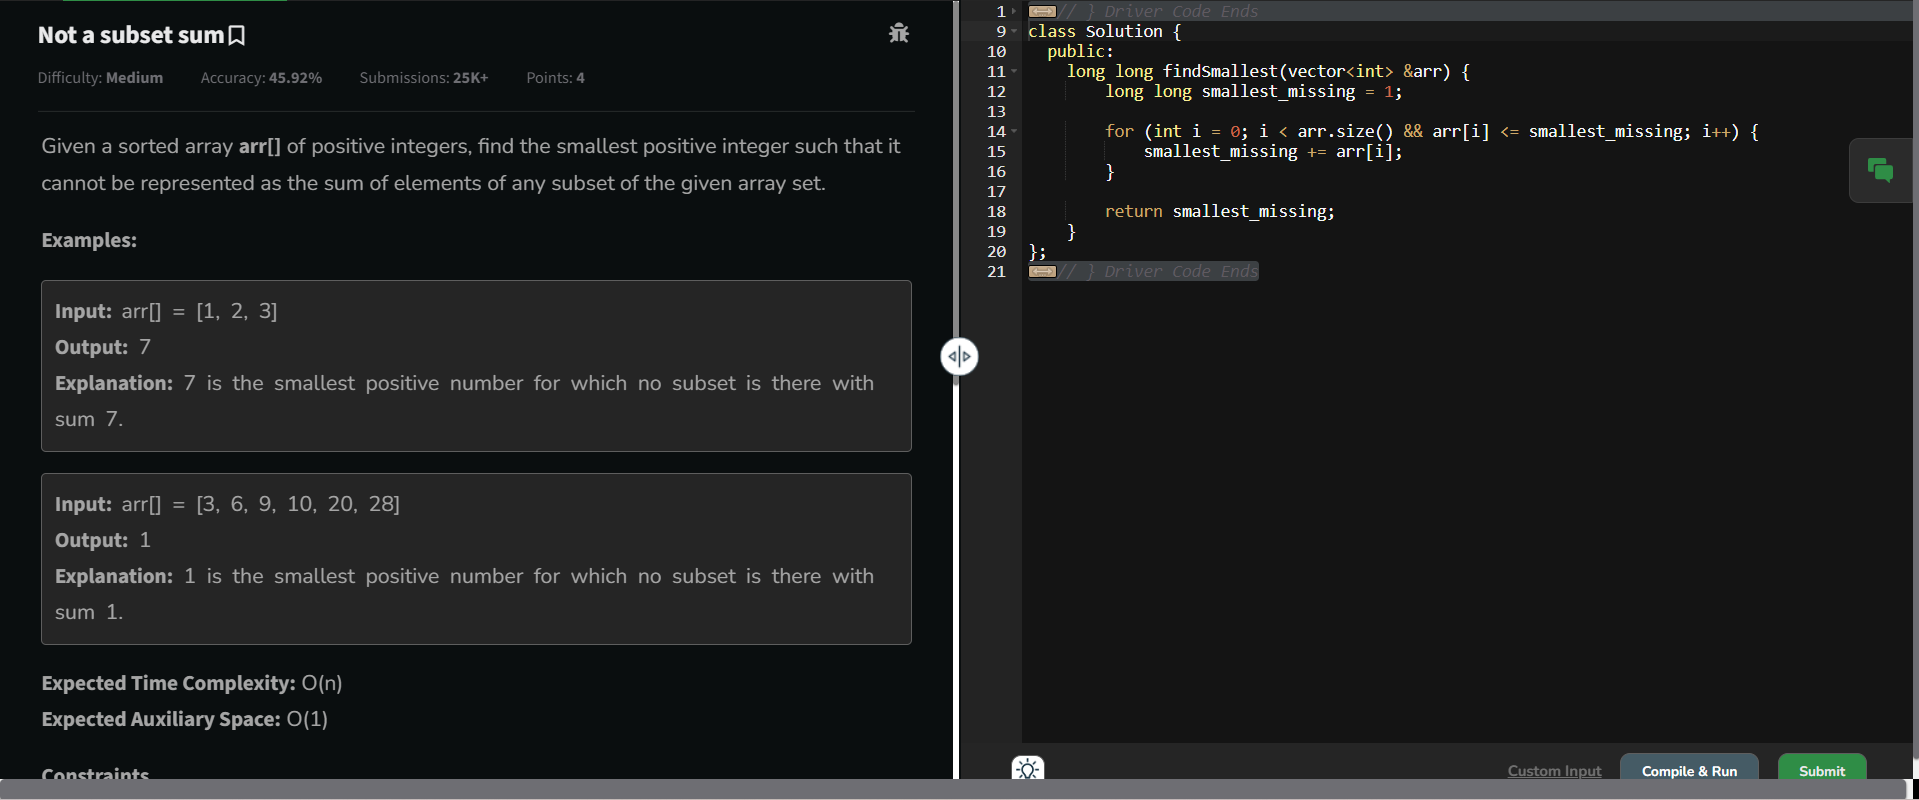 Not a subset sum
Difficulty: Medium Accuracy: 45.92% Submissions: 25K+ Points: 4
Given a sorted array arr[] of positive integers, find the smallest positive integer such that it
cannot be represented as the sum of elements of any subset of the given array set.
Examples:
Input: arr[] = [1, 2, 3]
Output: 7
Explanation: 7 is the smallest positive number for which no subset is there with
sum 7.
Input: arr[] = [3, 6, 9, 10, 20, 28]
Output: 1
Explanation: 1 is the smallest positive number for which no subset is there with
sum 1.
Expected Time Complexity: O(n)
Expected Auxiliary Space: O(1)
Constraints
1 // } Driver Code Ends
9 class Solution {
10 public:
11 long long findSmallest(vector<int> &arr) {
12 long long smallest_missing = 1;
13
14 for (int i = 0; i < arr.size() && arr[i] <= smallest_missing; i++) {
15 smallest_missing += arr[i];
16 }
17
18 return smallest_missing;
19 }
20 };
21 // } Driver Code Ends
Custom Input Compile & Run Submit